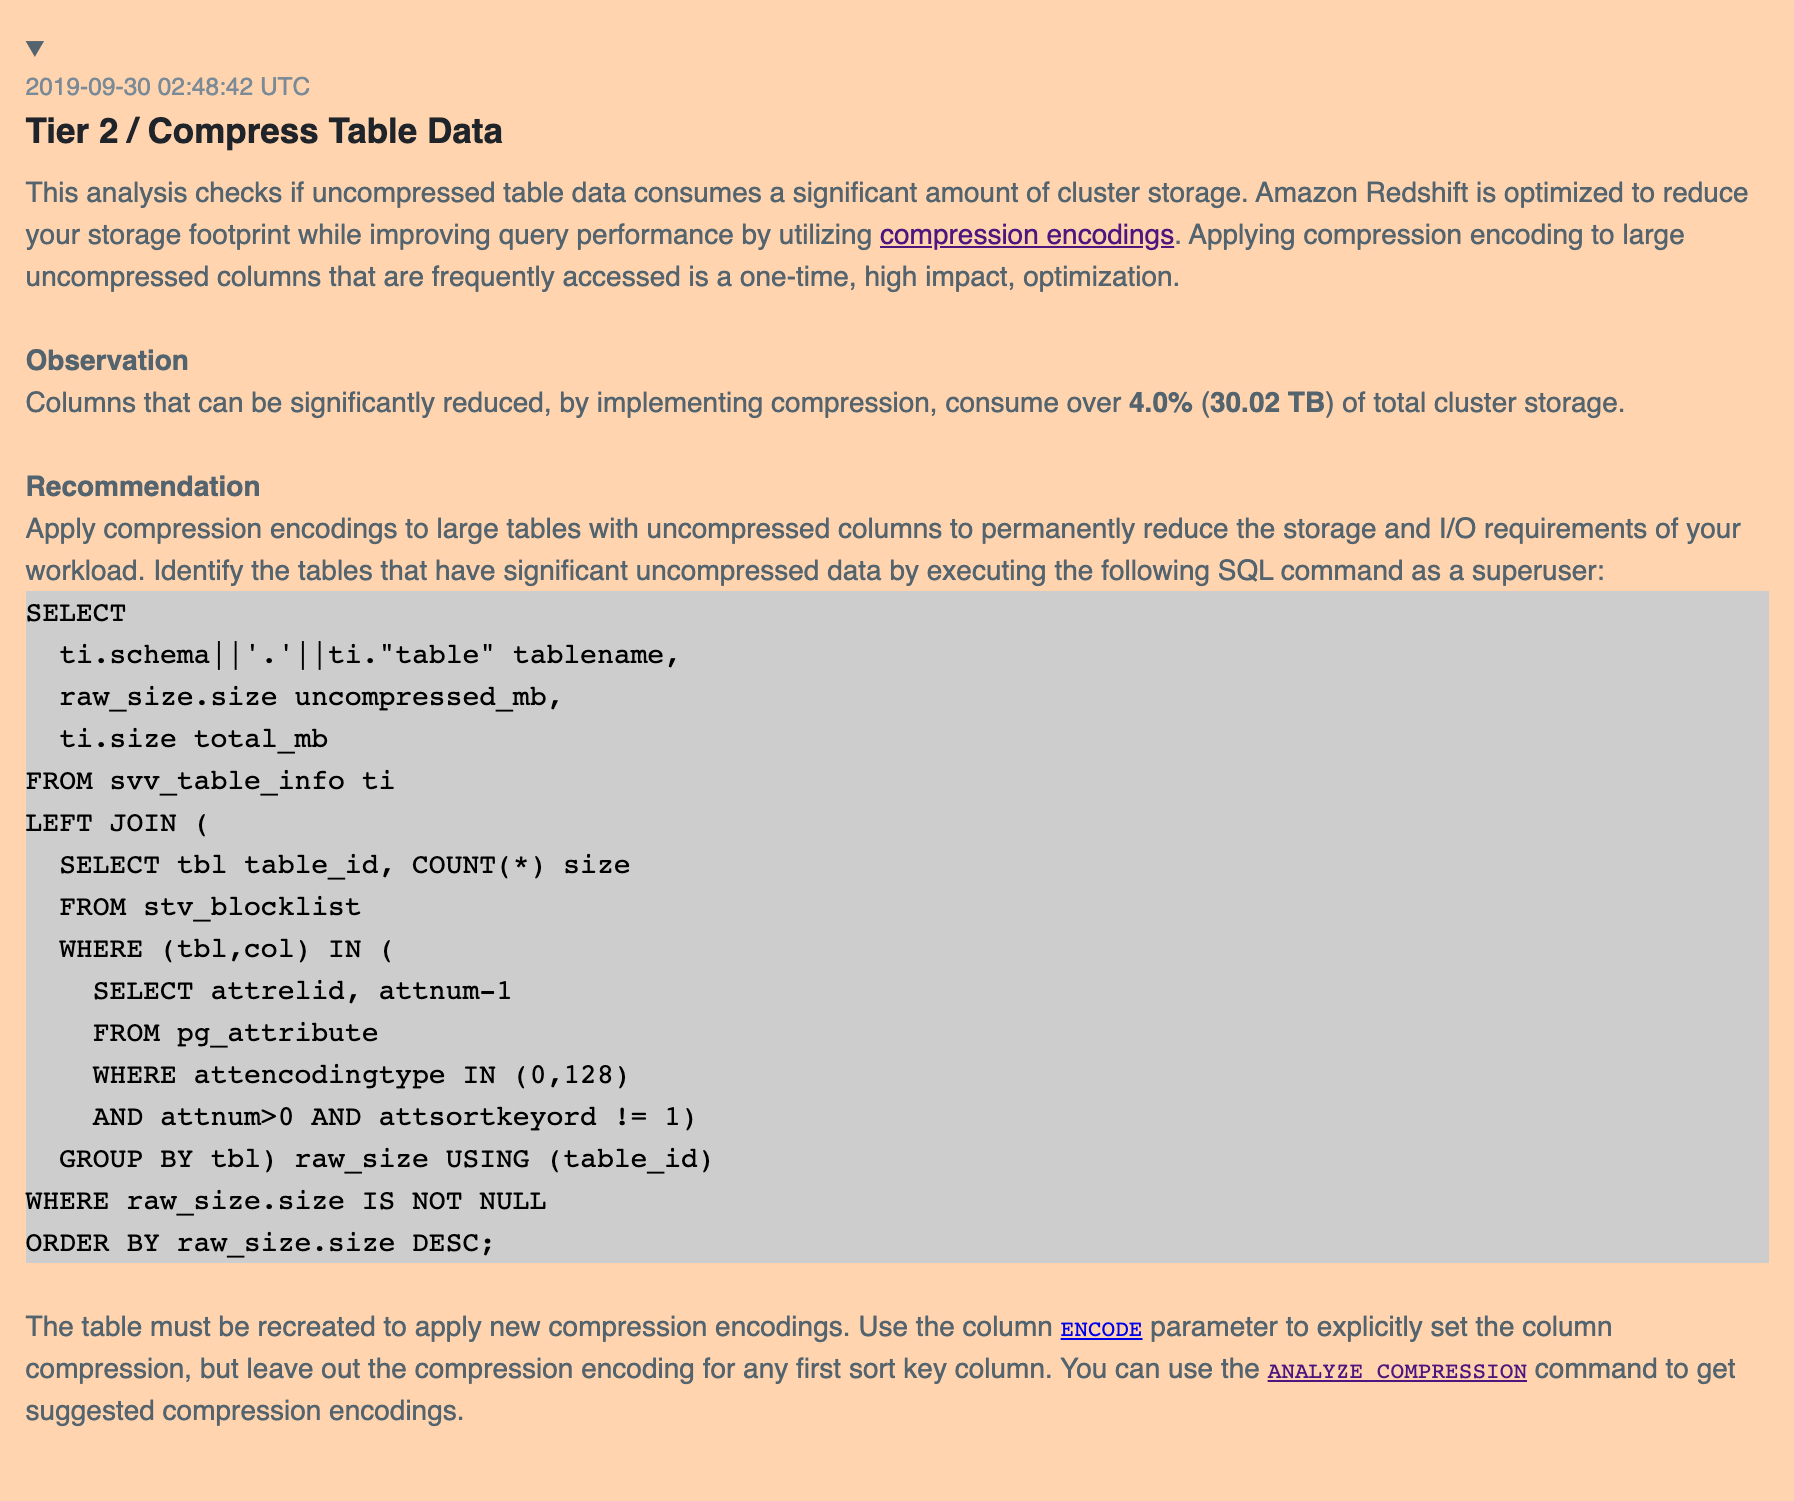 2019-09-30 02:48:42 UTC
Tier 2 / Compress Table Data
This analysis checks if uncompressed table data consumes a significant amount of cluster storage. Amazon Redshift is optimized to reduce
your storage footprint while improving query performance by utilizing compression encodings. Applying compression encoding to large
uncompressed columns that are frequently accessed is a one-time, high impact, optimization.
Observation
Columns that can be significantly reduced, by implementing compression, consume over 4.0% (30.02 TB) of total cluster storage.
Recommendation
Apply compression encodings to large tables with uncompressed columns to permanently reduce the storage and I/O requirements of your
workload. Identify the tables that have significant uncompressed data by executing the following SQL command as a superuser:
SELECT
  ti.schema||'.'||ti."table" tablename,
  raw_size.size uncompressed_mb,
  ti.size total_mb
FROM svv_table_info ti
LEFT JOIN (
  SELECT tbl table_id, COUNT(*) size
  FROM stv_blocklist
  WHERE (tbl,col) IN (
    SELECT attrelid, attnum-1
    FROM pg_attribute
    WHERE attencodingtype IN (0,128)
    AND attnum>0 AND attsortkeyord != 1)
  GROUP BY tbl) raw_size USING (table_id)
WHERE raw_size.size IS NOT NULL
ORDER BY raw_size.size DESC;
The table must be recreated to apply new compression encodings. Use the column ENCODE parameter to explicitly set the column
compression, but leave out the compression encoding for any first sort key column. You can use the ANALYZE COMPRESSION command to get
suggested compression encodings.